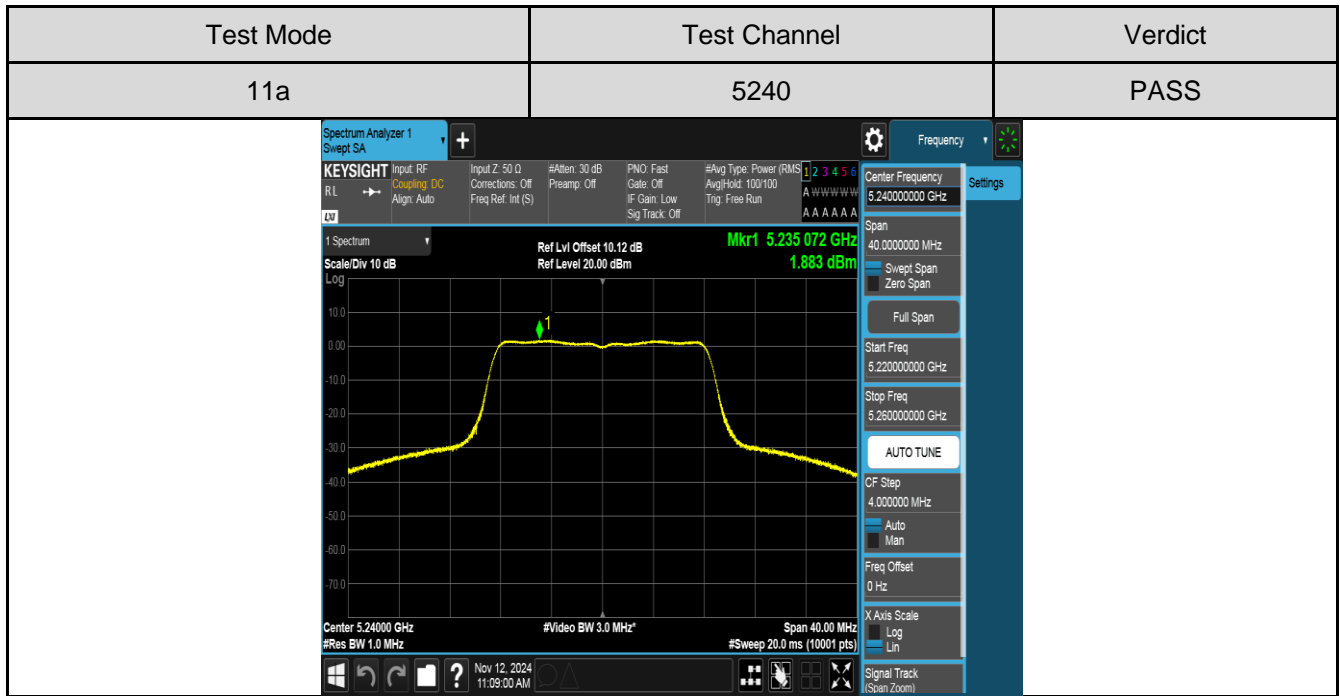 Test Mode Test Channel Verdict
11a 5240 PASS
Spectrum Analyzer 1
Swept SA
+
Frequency
KEYSIGHT
RL
LXI
Input: RF
Coupling: DC
Align: Auto
Input Z: 50 Ω
Corrections: Off
Freq Ref: Int (S)
#Atten: 30 dB
Preamp: Off
PNO: Fast
Gate: Off
IF Gain: Low
Sig Track: Off
#Avg Type: Power (RMS
Avg|Hold: 100/100
Trig: Free Run
1 2 3 4 5 6
A W W W W W
A A A A A A
1 Spectrum
Scale/Div 10 dB
Log
Ref Lvl Offset 10.12 dB
Ref Level 20.00 dBm
Mkr1 5.235 072 GHz
1.883 dBm
1
10.0
0.00
-10.0
-20.0
-30.0
-40.0
-50.0
-60.0
-70.0
Center 5.24000 GHz
#Res BW 1.0 MHz
#Video BW 3.0 MHz*
Span 40.00 MHz
#Sweep 20.0 ms (10001 pts)
?
Nov 12, 2024
11:09:00 AM
Center Frequency
5.240000000 GHz
Settings
Span
40.0000000 MHz
Swept Span
Zero Span
Full Span
Start Freq
5.220000000 GHz
Stop Freq
5.260000000 GHz
AUTO TUNE
CF Step
4.000000 MHz
Auto
Man
Freq Offset
0 Hz
X Axis Scale
Log
Lin
Signal Track
(Span Zoom)